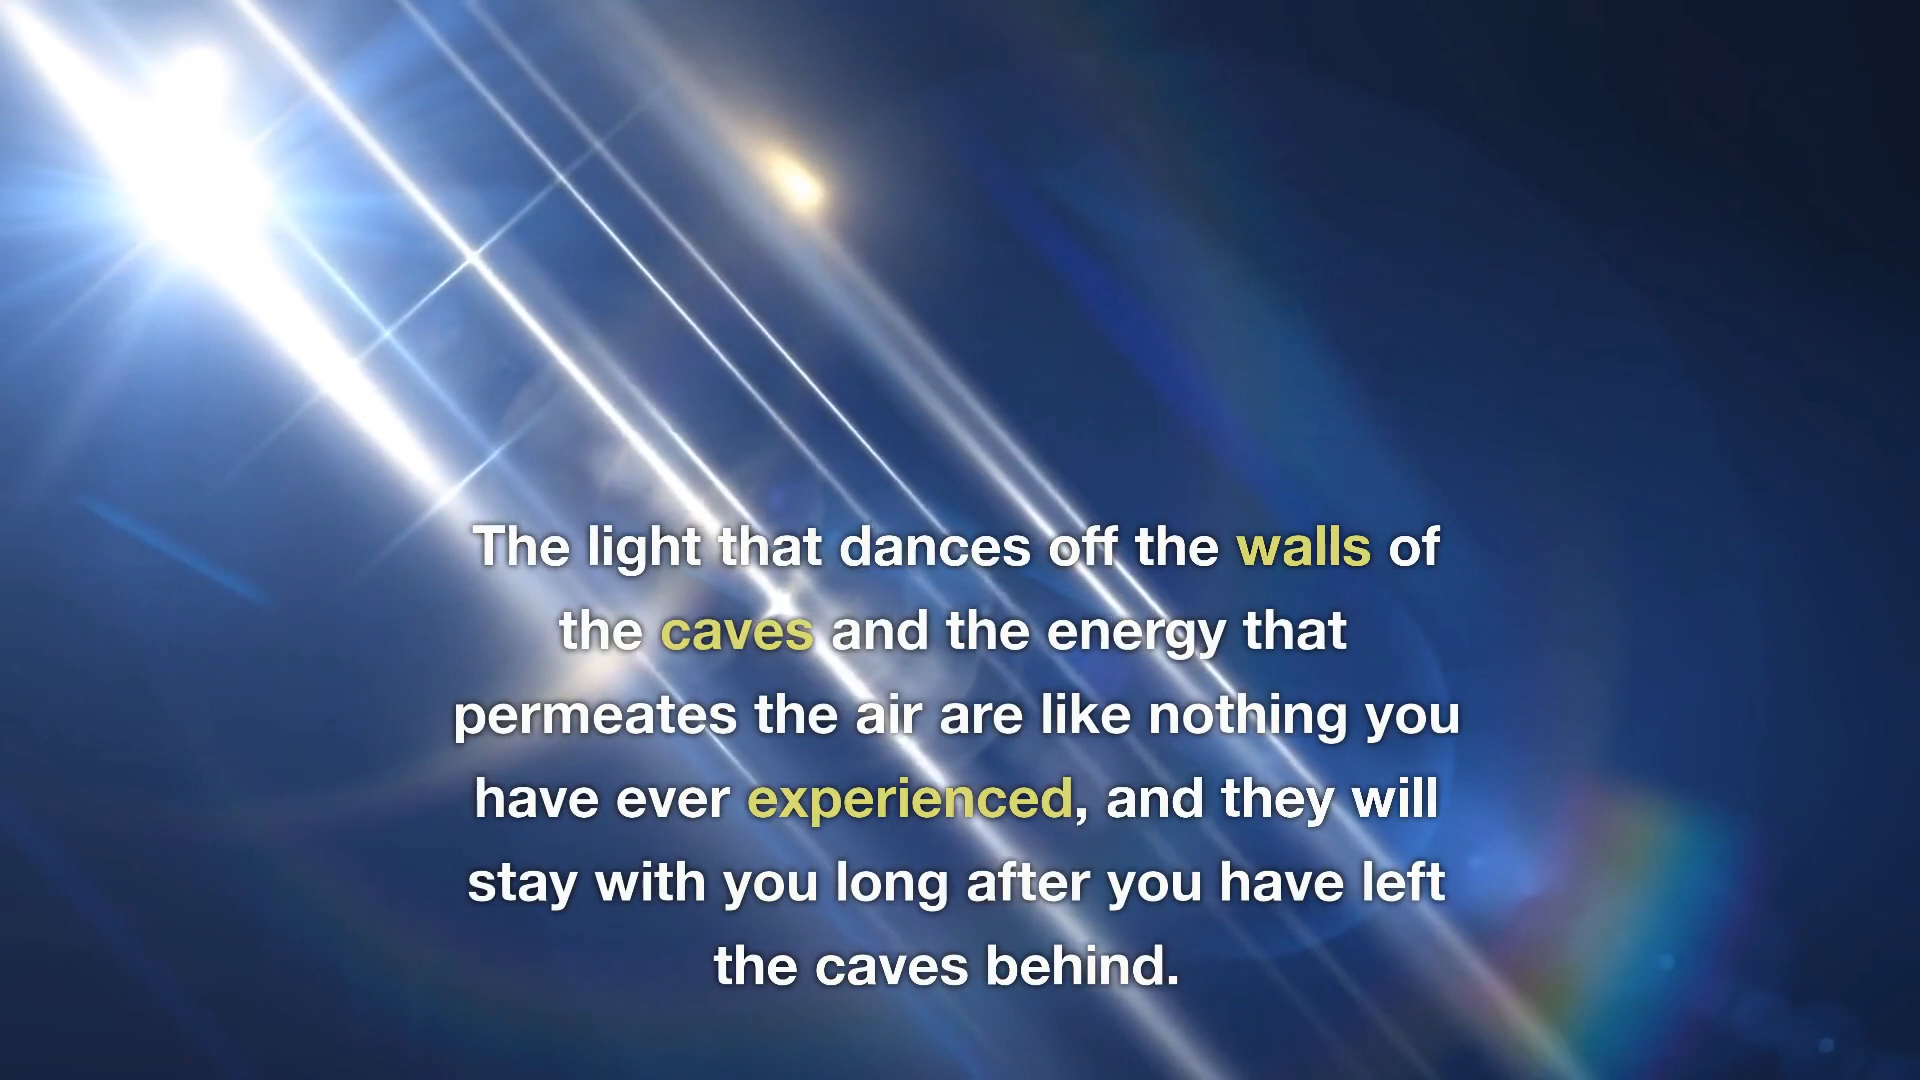 The light that dances off the walls of
the caves and the energy that
permeates the air are like nothing you
have ever experienced, and they will
stay with you long after you have left
the caves behind.